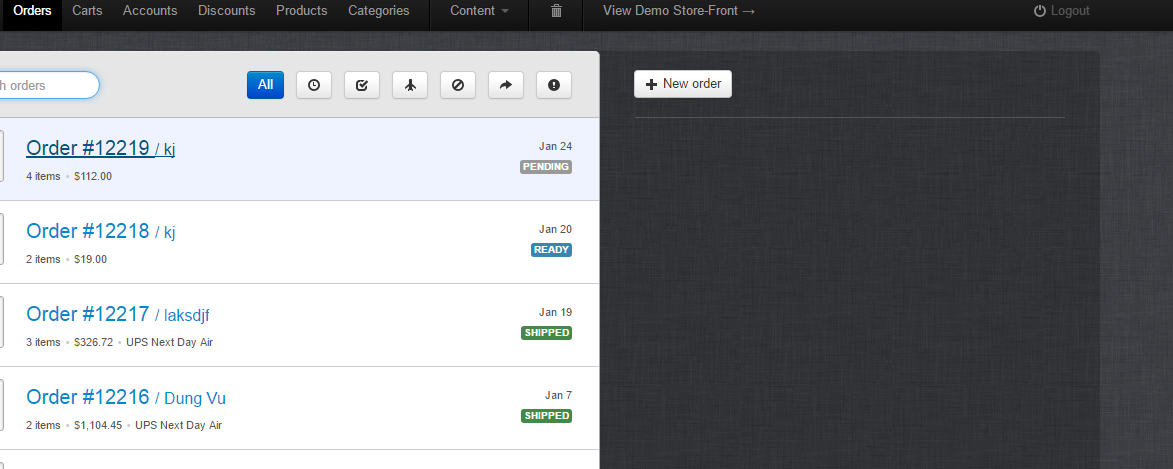 Orders Carts Accounts Discounts Products Categories Content View Demo Store-Front → Logout
h orders All New order
Order #12219 / kj Jan 24
PENDING
4 items • $112.00
Order #12218 / kj Jan 20
READY
2 items • $19.00
Order #12217 / laksdjf Jan 19
SHIPPED
3 items • $326.72 • UPS Next Day Air
Order #12216 / Dung Vu Jan 7
SHIPPED
2 items • $1,104.45 • UPS Next Day Air